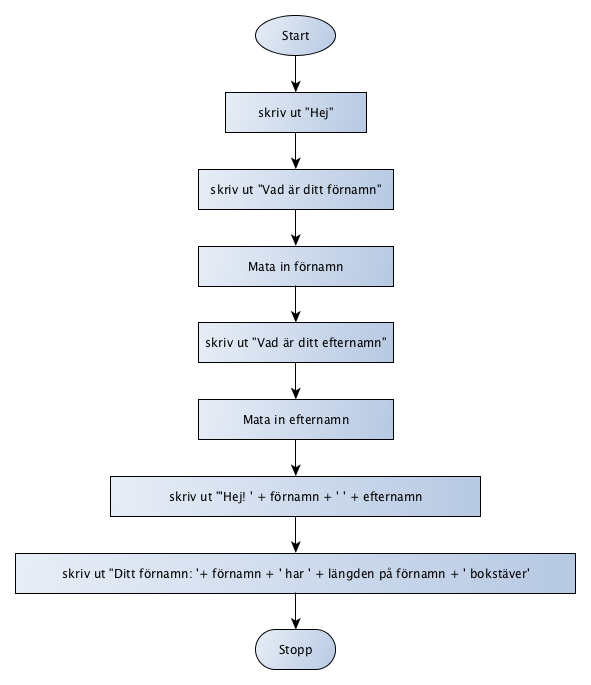 Start
skriv ut "Hej"
skriv ut "Vad är ditt förnamn"
Mata in förnamn
skriv ut "Vad är ditt efternamn"
Mata in efternamn
skriv ut "'Hej! ' + förnamn + ' ' + efternamn
skriv ut "Ditt förnamn: '+ förnamn + ' har ' + längden på förnamn + ' bokstäver'
Stopp